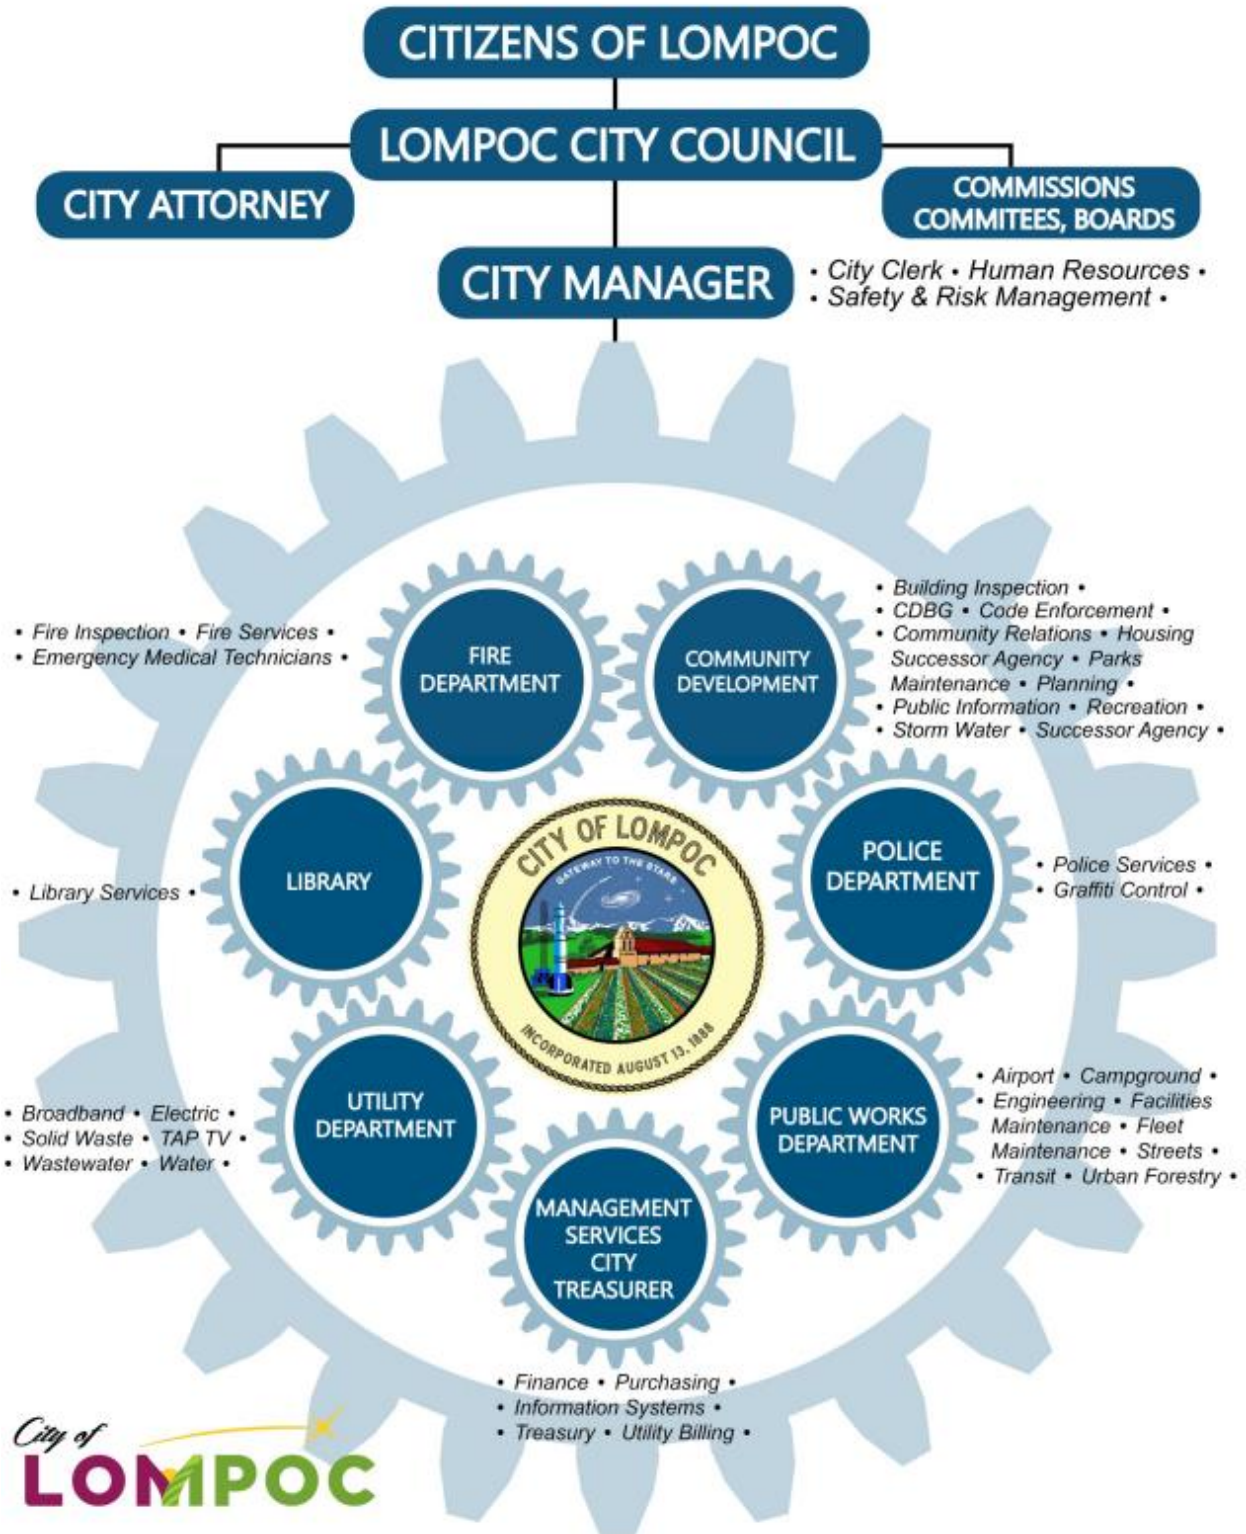 CITIZENS OF LOMPOC
LOMPOC CITY COUNCIL
CITY ATTORNEY
COMMISSIONS
COMMITEES, BOARDS
CITY MANAGER
• City Clerk • Human Resources •
• Safety & Risk Management •
FIRE
DEPARTMENT
• Fire Inspection • Fire Services •
• Emergency Medical Technicians •
COMMUNITY
DEVELOPMENT
• Building Inspection •
• CDBG • Code Enforcement •
• Community Relations • Housing
Successor Agency • Parks
Maintenance • Planning •
• Public Information • Recreation •
• Storm Water • Successor Agency •
LIBRARY
• Library Services •
CITY OF LOMPOC
GATEWAY TO THE STARS
INCORPORATED AUGUST 13, 1888
POLICE
DEPARTMENT
• Police Services •
• Graffiti Control •
UTILITY
DEPARTMENT
• Broadband • Electric •
• Solid Waste • TAP TV •
• Wastewater • Water •
PUBLIC WORKS
DEPARTMENT
• Airport • Campground •
• Engineering • Facilities
Maintenance • Fleet
Maintenance • Streets •
• Transit • Urban Forestry •
MANAGEMENT
SERVICES
CITY
TREASURER
• Finance • Purchasing •
• Information Systems •
• Treasury • Utility Billing •
City of
LOMPOC